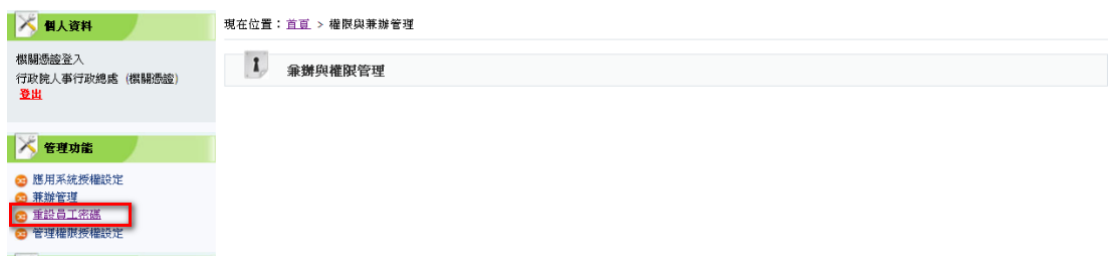 個人資料
機關憑證登入
行政院人事行政總處（機關憑證）
登出
管理功能
應用系統授權設定
兼辦管理
重設員工密碼
管理權限授權設定
現在位置：首頁 > 權限與兼辦管理
兼辦與權限管理